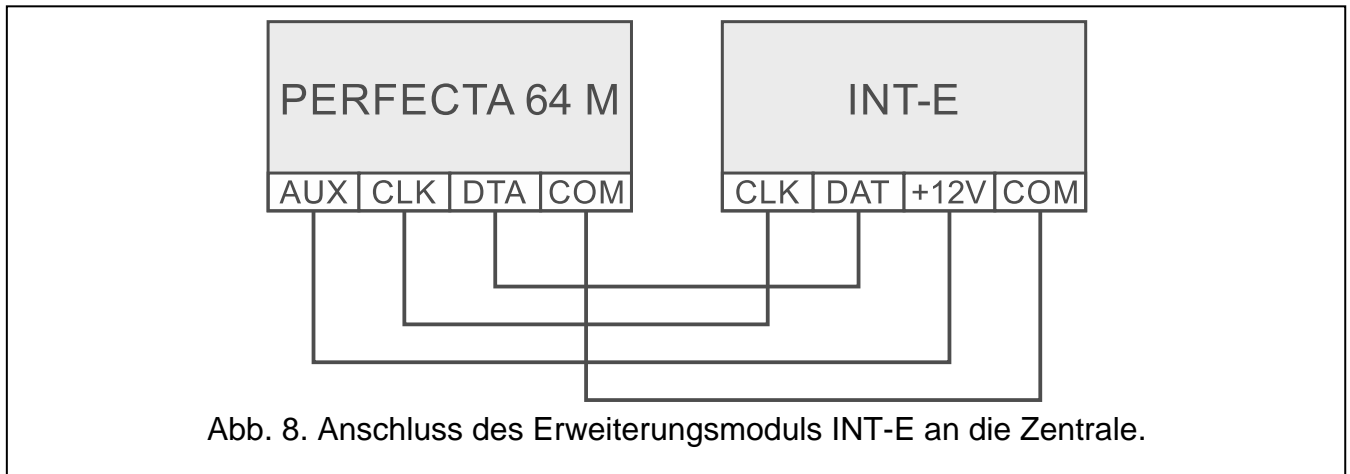 PERFECTA 64 M
INT-E
AUX CLK DTA COM
CLK DAT +12V COM
Abb. 8. Anschluss des Erweiterungsmoduls INT-E an die Zentrale.